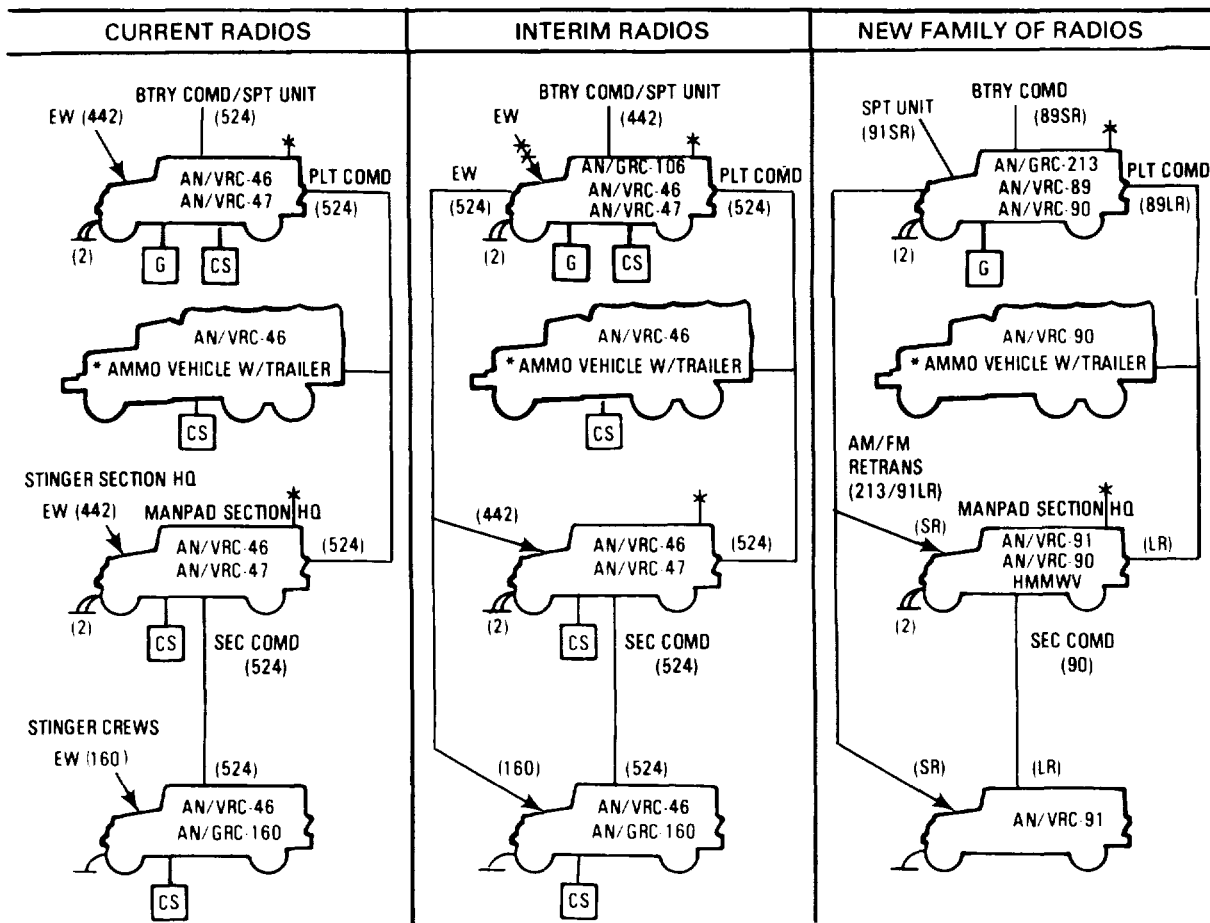 CURRENT RADIOS
BTRY COMD/SPT UNIT
EW (442)
(524)
*
AN/VRC-46
AN/VRC-47
PLT COMD
(524)
(2)
G
CS
AN/VRC-46
* AMMO VEHICLE W/TRAILER
CS
STINGER SECTION HQ
EW (442)
MANPAD SECTION HQ
*
(524)
AN/VRC-46
AN/VRC-47
(2)
CS
SEC COMD
(524)
STINGER CREWS
EW (160)
(524)
AN/VRC-46
AN/GRC-160
CS
INTERIM RADIOS
BTRY COMD/SPT UNIT
EW
(442)
**
*
EW
(524)
AN/GRC-106
AN/VRC-46
AN/VRC-47
PLT COMD
(524)
(2)
G
CS
AN/VRC-46
* AMMO VEHICLE W/TRAILER
CS
(442)
*
(524)
AN/VRC-46
AN/VRC-47
(2)
CS
SEC COMD
(524)
(160)
(524)
AN/VRC-46
AN/GRC-160
CS
NEW FAMILY OF RADIOS
BTRY COMD
SPT UNIT
(91SR)
(89SR)
*
AN/GRC-213
AN/VRC-89
AN/VRC-90
PLT COMD
(89LR)
(2)
G
AN/VRC 90
* AMMO VEHICLE W/TRAILER
AM/FM
RETRANS
(213/91LR)
MANPAD SECTION HQ
*
(SR)
(LR)
AN/VRC-91
AN/VRC-90
HMMWV
(2)
SEC COMD
(90)
(SR)
(LR)
AN/VRC-91